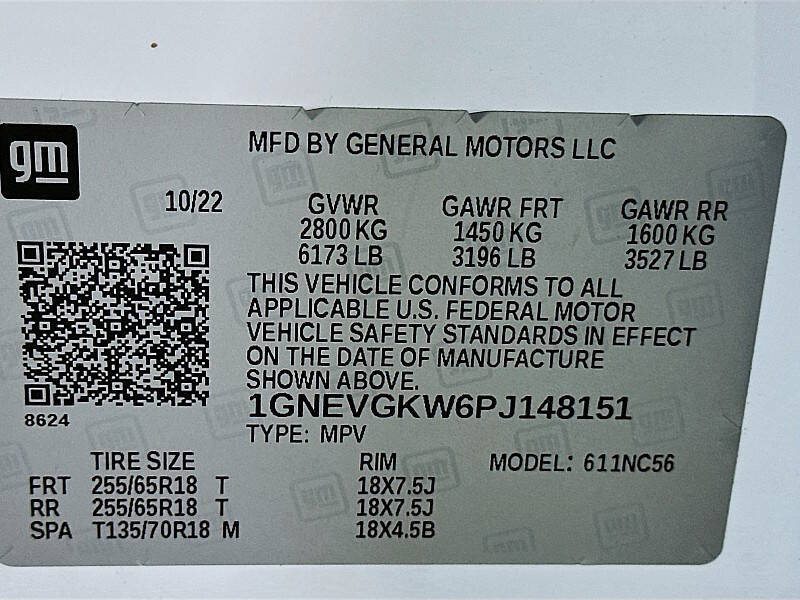 gm
MFD BY GENERAL MOTORS LLC
10/22 GVWR GAWR FRT GAWR RR
2800 KG 1450 KG 1600 KG
6173 LB 3196 LB 3527 LB
THIS VEHICLE CONFORMS TO ALL
APPLICABLE U.S. FEDERAL MOTOR
VEHICLE SAFETY STANDARDS IN EFFECT
ON THE DATE OF MANUFACTURE
SHOWN ABOVE.
8624
1GNEVGKW6PJ148151
TYPE: MPV
TIRE SIZE RIM MODEL: 611NC56
FRT 255/65R18 T 18X7.5J
RR 255/65R18 T 18X7.5J
SPA T135/70R18 M 18X4.5B